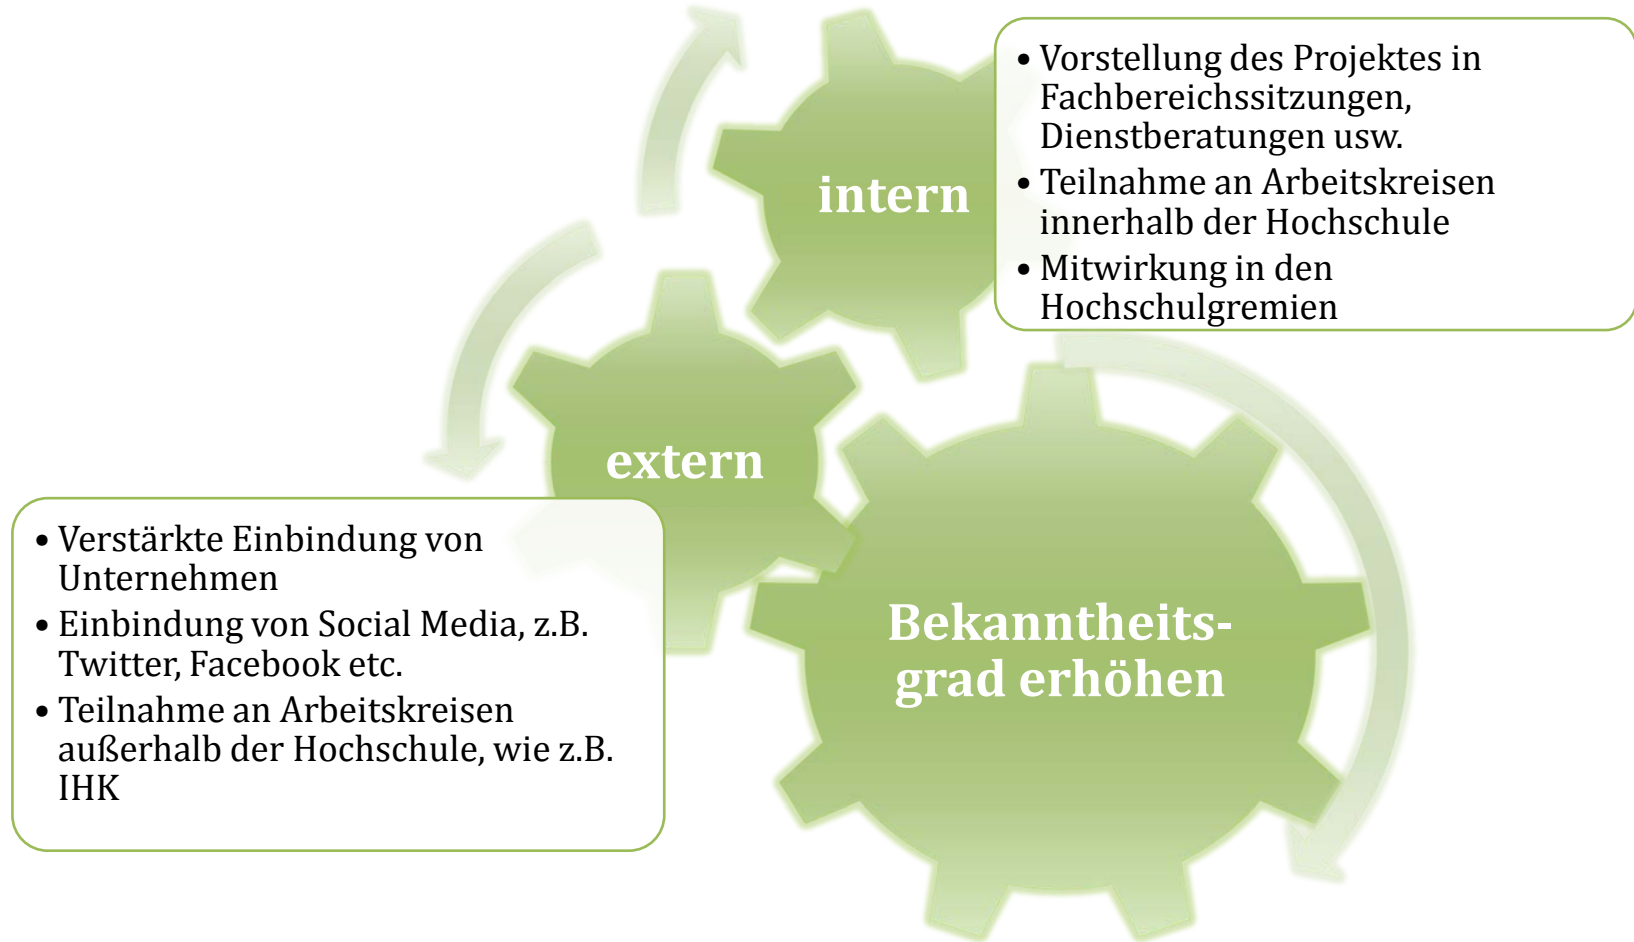 intern
• Vorstellung des Projektes in
Fachbereichssitzungen,
Dienstberatungen usw.
• Teilnahme an Arbeitskreisen
innerhalb der Hochschule
• Mitwirkung in den
Hochschulgremien
extern
• Verstärkte Einbindung von
Unternehmen
• Einbindung von Social Media, z.B.
Twitter, Facebook etc.
• Teilnahme an Arbeitskreisen
außerhalb der Hochschule, wie z.B.
IHK
Bekanntheits-
grad erhöhen